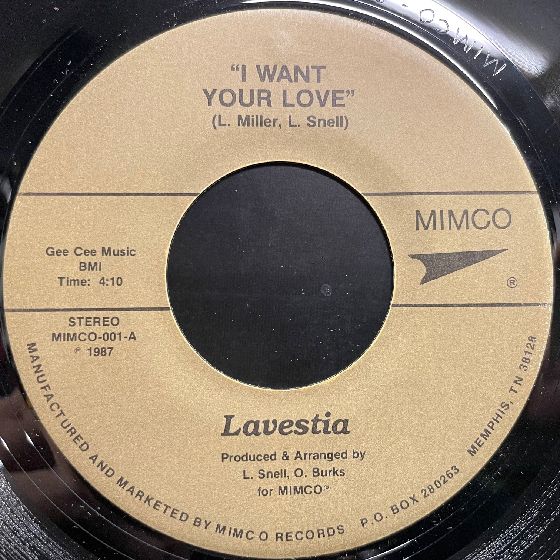 MIMCO -
"I WANT
YOUR LOVE"
(L. Miller, L. Snell)
MIMCO
®
Gee Cee Music
BMI
Time: 4:10
STEREO
MIMCO-001-A
℗ 1987
Lavestia
Produced & Arranged by
L. Snell, O. Burks
for MIMCO
MANUFACTURED AND MARKETED BY MIMCO RECORDS P.O. BOX 280263 MEMPHIS, TN 38128